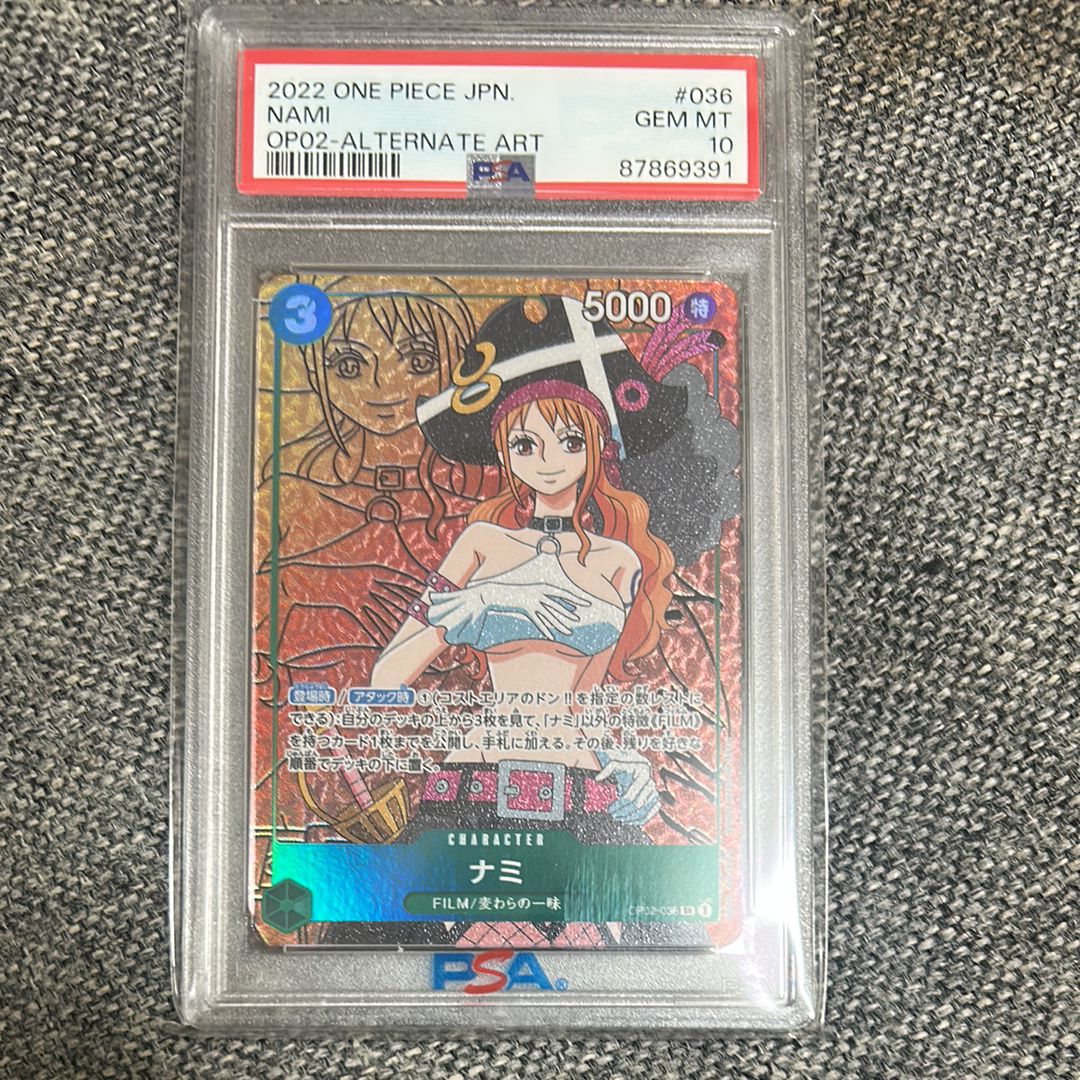 2022 ONE PIECE JPN. #036
NAMI GEM MT
OP02-ALTERNATE ART 10
PSA 87869391
3 5000 特
登場時 / アタック時 ①(コストエリアのドン!!を指定の数レストに
できる):自分のデッキの上から3枚を見て、「ナミ」以外の特徴《FILM》
を持つカード1枚までを公開し、手札に加える。その後、残りを好きな
順番でデッキの下に置く。
CHARACTER
ナミ
FILM/麦わらの一味
OP02-036 SR 1
PSA